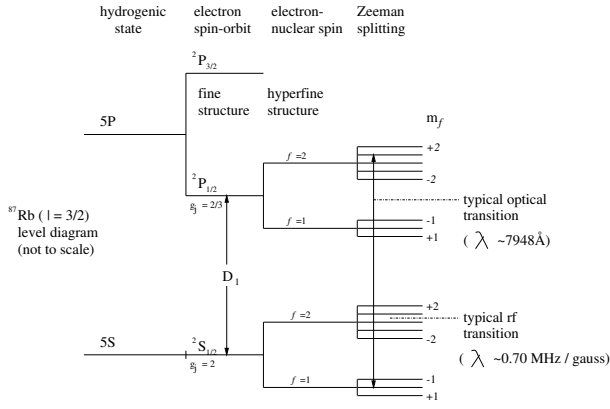 hydrogenic state
electron spin-orbit
electron-nuclear spin
Zeeman splitting
²P3/2
fine structure
hyperfine structure
mf
5P
+2
f =2
-2
²P1/2
gj = 2/3
typical optical transition
( λ ~7948Å)
⁸⁷Rb ( I = 3/2)
level diagram
(not to scale)
f =1
-1
+1
D1
+2
f =2
typical rf transition
-2
5S
²S1/2
gj = 2
( λ ~0.70 MHz / gauss)
f =1
-1
+1